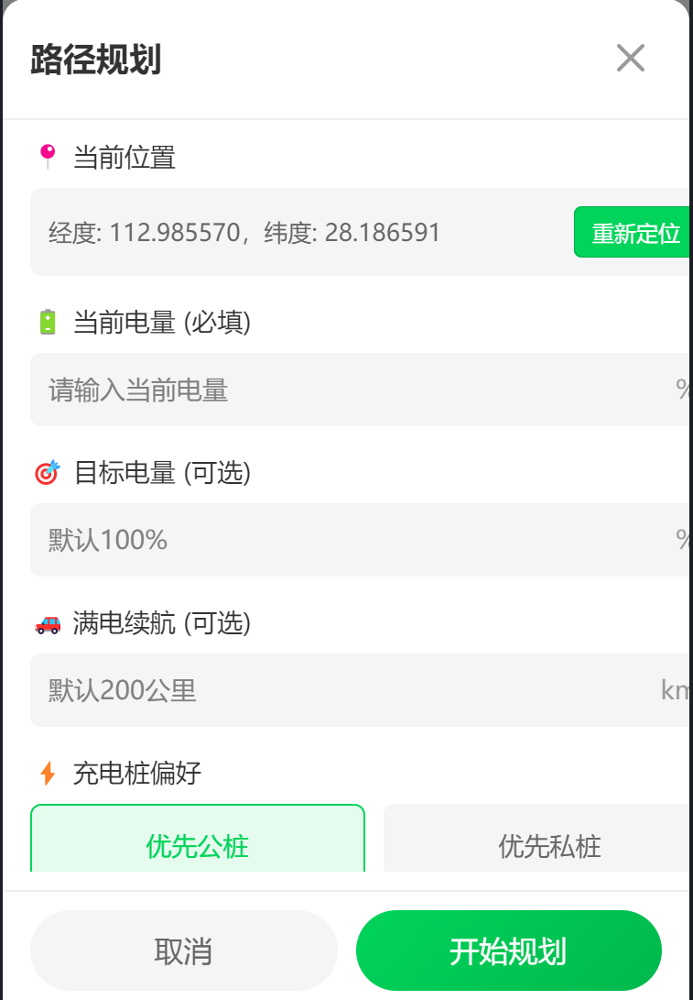 路径规划
当前位置
经度: 112.985570，纬度: 28.186591
重新定位
当前电量 (必填)
请输入当前电量
%
目标电量 (可选)
默认100%
%
满电续航 (可选)
默认200公里
km
充电桩偏好
优先公桩
优先私桩
取消
开始规划